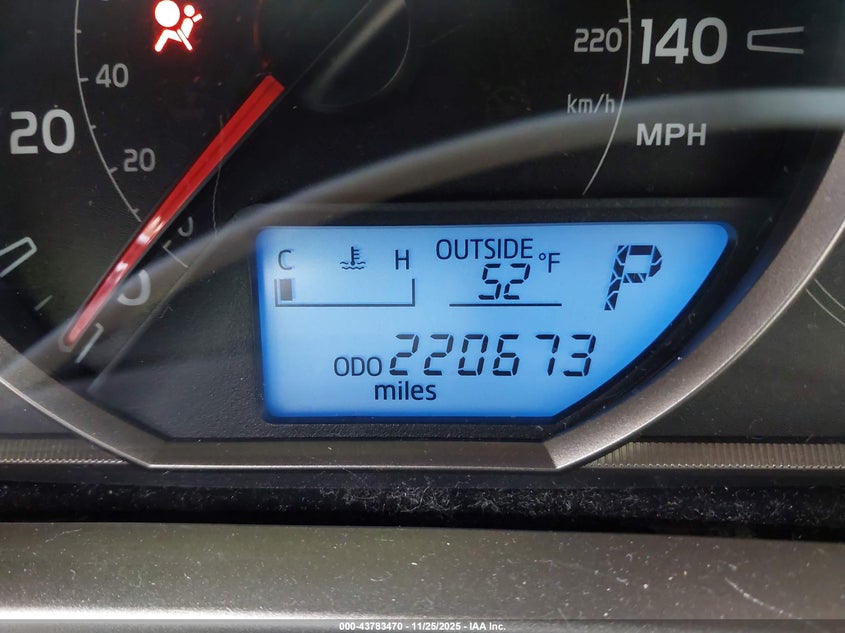 220 140
40
km/h
20
MPH
20
0
C H OUTSIDE 52 °F P
ODO 220673
miles
000-43783470 - 11/25/2025 - IAA Inc.